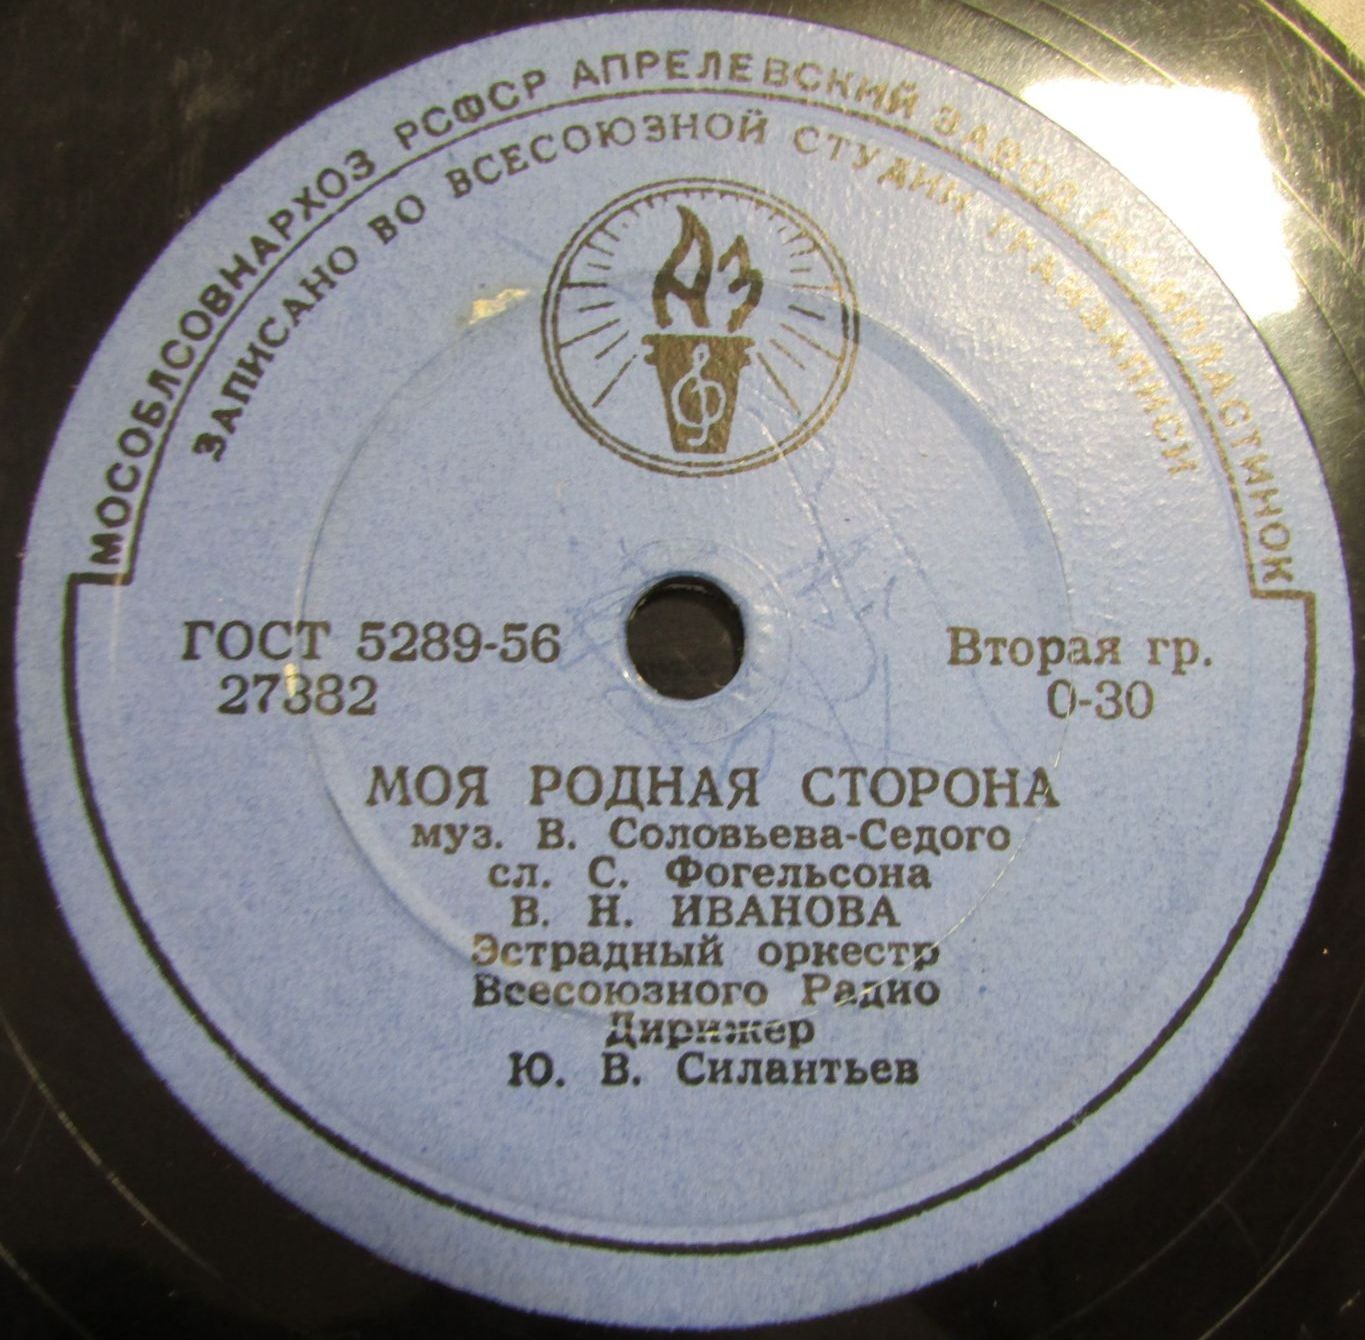 МОСОБЛСОВНАРХОЗ РСФСР АПРЕЛЕВСКИЙ ЗАВОД ГРАМПЛАСТИНОК
ЗАПИСАНО ВО ВСЕСОЮЗНОЙ СТУДИИ ГРАМЗАПИСИ
АЗ
ГОСТ 5289-56
27382
Вторая гр.
0-30
МОЯ РОДНАЯ СТОРОНА
муз. В. Соловьева-Седого
сл. С. Фогельсона
В. Н. ИВАНОВА
Эстрадный оркестр
Всесоюзного Радио
Дирижер
Ю. В. Силантьев